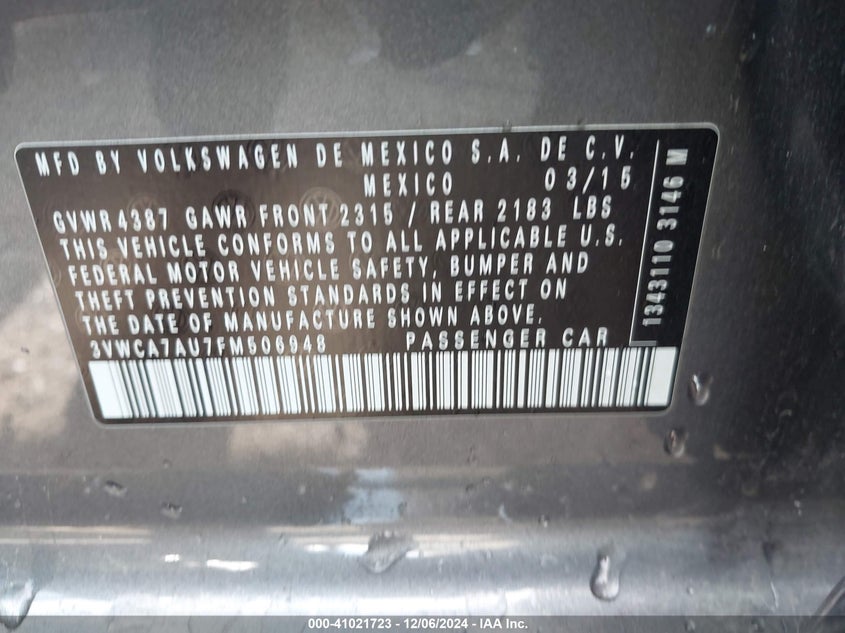 MFD BY VOLKSWAGEN DE MEXICO S.A. DE C.V.
MEXICO 03/15
GVWR 4387 GAWR FRONT 2315 / REAR 2183 LBS
THIS VEHICLE CONFORMS TO ALL APPLICABLE U.S.
FEDERAL MOTOR VEHICLE SAFETY, BUMPER AND
THEFT PREVENTION STANDARDS IN EFFECT ON
THE DATE OF MANUFACTURE SHOWN ABOVE.
3VWCA7AU7FM506948 PASSENGER CAR
1343110 3146 M
000-41021723 - 12/06/2024 - IAA Inc.